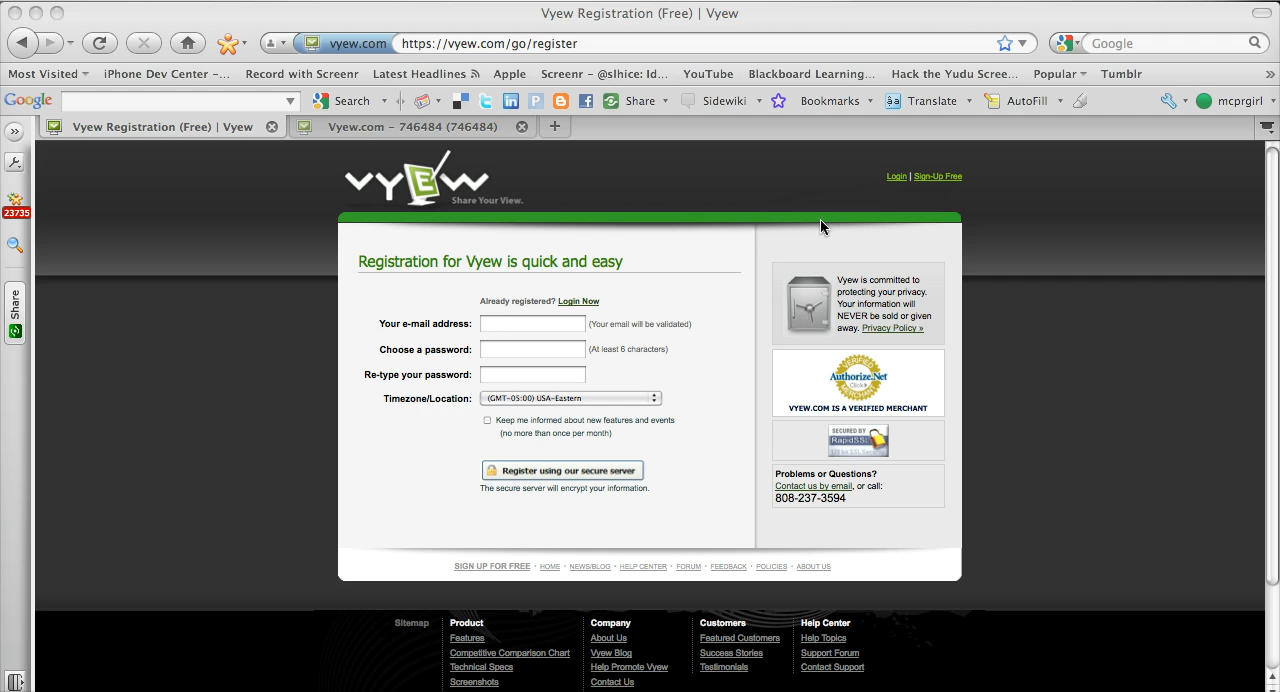 Vyew Registration (Free) | Vyew
vyew.com https://vyew.com/go/register
Google
Most Visited iPhone Dev Center -... Record with Screenr Latest Headlines Apple Screenr - @slhice: Id... YouTube Blackboard Learning... Hack the Yudu Scree... Popular Tumblr
Google Search Share Sidewiki Bookmarks Translate AutoFill mcprgirl
Vyew Registration (Free) | Vyew Vyew.com – 746484 (746484)
23735
Share
VYEW
Share Your View.
Login | Sign-Up Free
Registration for Vyew is quick and easy
Already registered? Login Now
Your e-mail address: (Your email will be validated)
Choose a password: (At least 6 characters)
Re-type your password:
Timezone/Location: (GMT-05:00) USA-Eastern
Keep me informed about new features and events
(no more than once per month)
Register using our secure server
The secure server will encrypt your information.
Vyew is committed to
protecting your privacy.
Your information will
NEVER be sold or given
away. Privacy Policy »
VERIFIED
Authorize.Net
Click
MERCHANT
VYEW.COM IS A VERIFIED MERCHANT
SECURED BY
RapidSSL
Problems or Questions?
Contact us by email, or call:
808-237-3594
SIGN UP FOR FREE · HOME · NEWS/BLOG · HELP CENTER · FORUM · FEEDBACK · POLICIES · ABOUT US
Sitemap
Product
Features
Competitive Comparison Chart
Technical Specs
Screenshots
Company
About Us
Vyew Blog
Help Promote Vyew
Contact Us
Customers
Featured Customers
Success Stories
Testimonials
Help Center
Help Topics
Support Forum
Contact Support